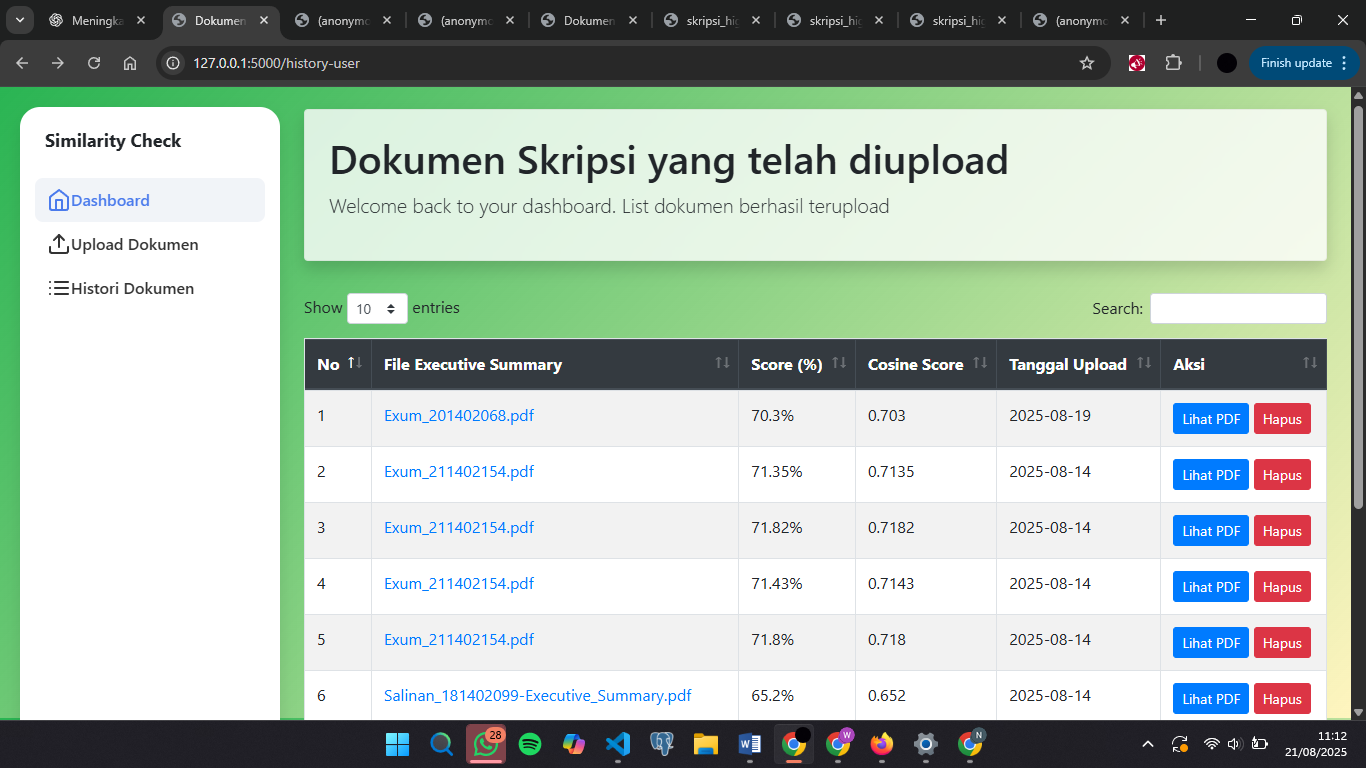 Meningka
Dokumen
(anonymo
(anonymo
Dokumen
skripsi_hig
skripsi_hig
skripsi_hig
(anonymo
127.0.0.1:5000/history-user
Finish update
Similarity Check
Dashboard
Upload Dokumen
Histori Dokumen
Dokumen Skripsi yang telah diupload
Welcome back to your dashboard. List dokumen berhasil terupload
Show 10 entries
Search:
No File Executive Summary Score (%) Cosine Score Tanggal Upload Aksi
1 Exum_201402068.pdf 70.3% 0.703 2025-08-19 Lihat PDF Hapus
2 Exum_211402154.pdf 71.35% 0.7135 2025-08-14 Lihat PDF Hapus
3 Exum_211402154.pdf 71.82% 0.7182 2025-08-14 Lihat PDF Hapus
4 Exum_211402154.pdf 71.43% 0.7143 2025-08-14 Lihat PDF Hapus
5 Exum_211402154.pdf 71.8% 0.718 2025-08-14 Lihat PDF Hapus
6 Salinan_181402099-Executive_Summary.pdf 65.2% 0.652 2025-08-14 Lihat PDF Hapus
28
W
W
N
11:12
21/08/2025